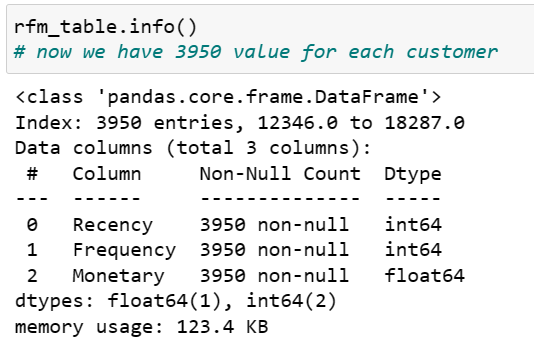 rfm_table.info()
# now we have 3950 value for each customer
<class 'pandas.core.frame.DataFrame'>
Index: 3950 entries, 12346.0 to 18287.0
Data columns (total 3 columns):
 #   Column     Non-Null Count  Dtype
---  ------     --------------  -----
 0   Recency    3950 non-null   int64
 1   Frequency  3950 non-null   int64
 2   Monetary   3950 non-null   float64
dtypes: float64(1), int64(2)
memory usage: 123.4 KB